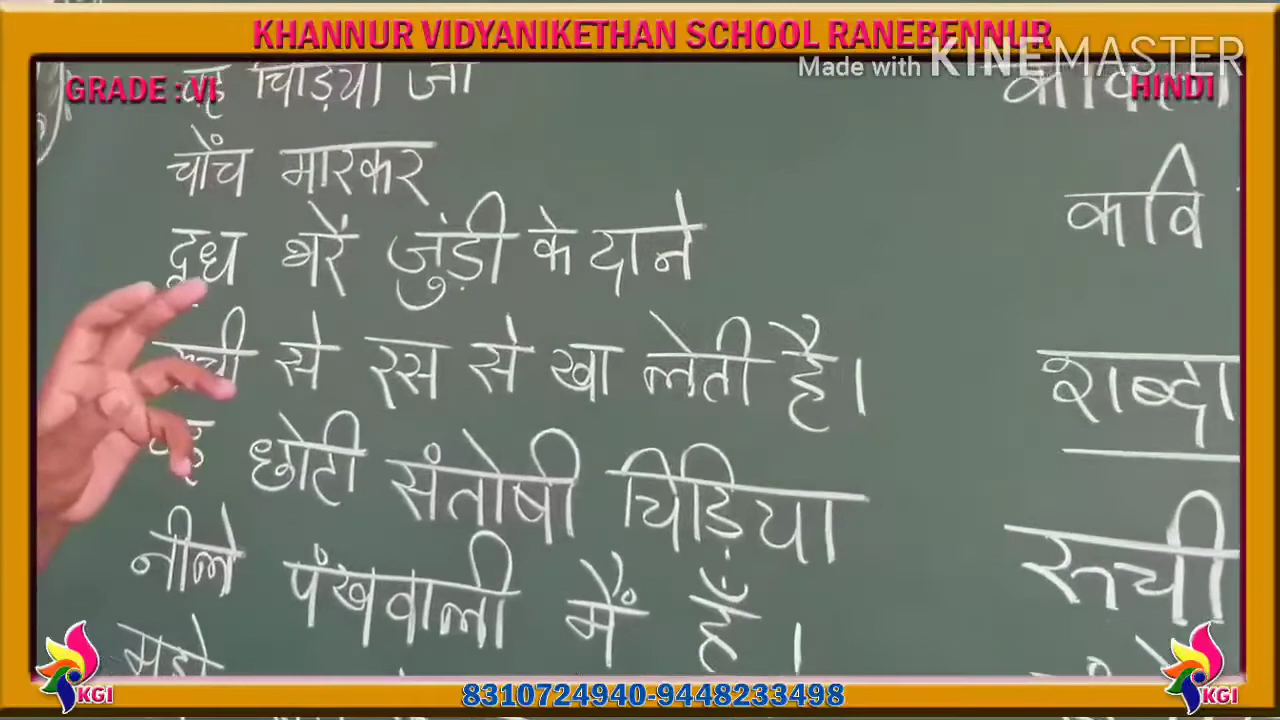 KHANNUR VIDYANIKETHAN SCHOOL RANEBENNUR
Made with KINEMASTER
GRADE : VI
HINDI
वह चिड़िया जो
चोंच मारकर
दूध भरे जुंड़ी के दाने
रुची से रस से खा लेती है।
छोटी संतोषी चिड़िया
नीले पंखवाली मैं हूँ।
कवि
शब्दा
रुची
KGI
8310724940-9448233498
KGI